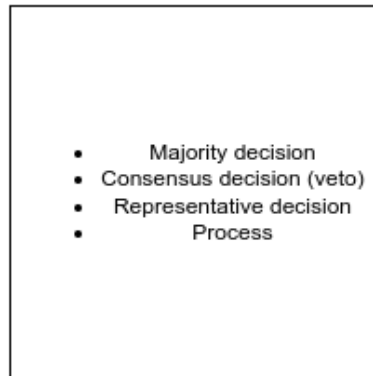 • Majority decision
• Consensus decision (veto)
• Representative decision
• Process